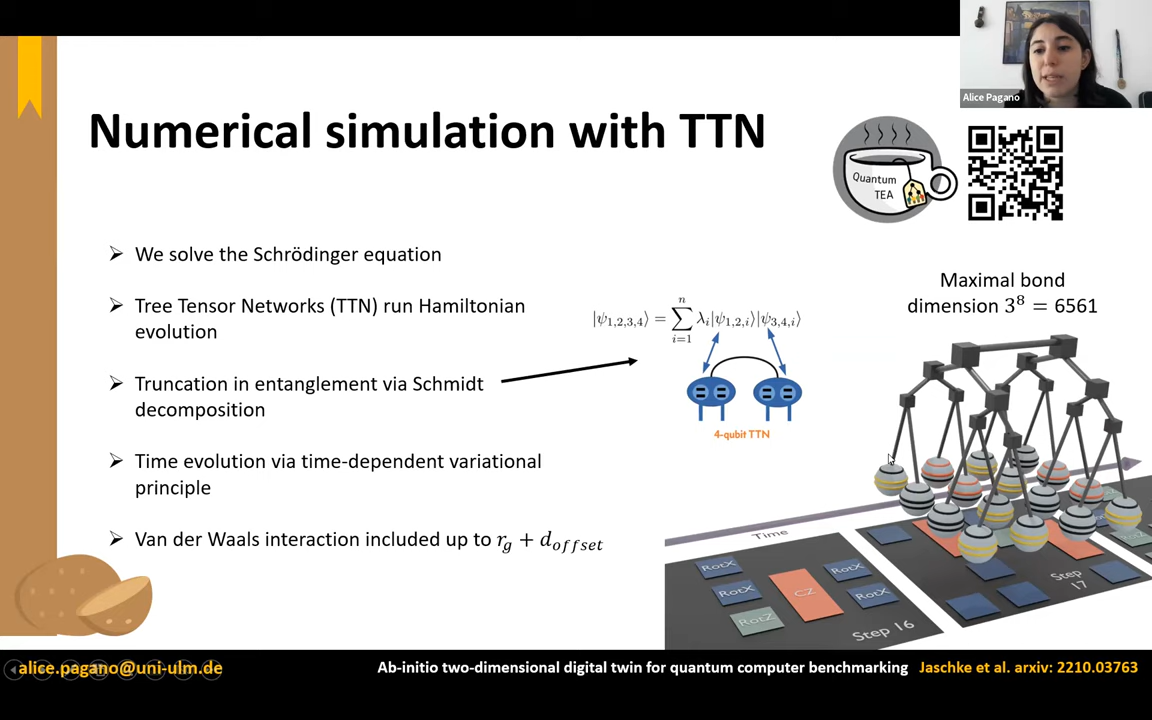 Alice Pagano
Numerical simulation with TTN
Quantum
TEA
We solve the Schrödinger equation
Tree Tensor Networks (TTN) run Hamiltonian
evolution
Truncation in entanglement via Schmidt
decomposition
Time evolution via time-dependent variational
principle
Van der Waals interaction included up to r_g + d_offset
|ψ_{1,2,3,4}⟩ = ∑_{i=1}^{n} λ_i|ψ_{1,2,i}⟩|ψ_{3,4,i}⟩
4-qubit TTN
Maximal bond
dimension 3^8 = 6561
Time
RotX
RotX
RotX
RotX
CZ
RotZ
Step 16
Step
17
alice.pagano@uni-ulm.de
Ab-initio two-dimensional digital twin for quantum computer benchmarking Jaschke et al. arxiv: 2210.03763